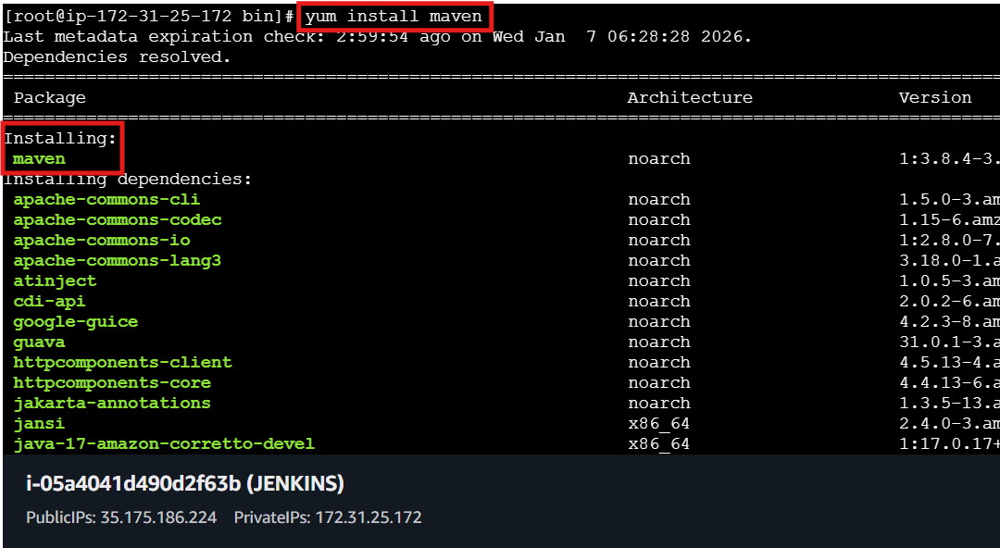 [root@ip-172-31-25-172 bin]# yum install maven
Last metadata expiration check: 2:59:54 ago on Wed Jan  7 06:28:28 2026.
Dependencies resolved.
Package Architecture Version
Installing:
maven noarch 1:3.8.4-3.
Installing dependencies:
apache-commons-cli noarch 1.5.0-3.am
apache-commons-codec noarch 1.15-6.amz
apache-commons-io noarch 1:2.8.0-7.
apache-commons-lang3 noarch 3.18.0-1.a
atinject noarch 1.0.5-3.am
cdi-api noarch 2.0.2-6.am
google-guice noarch 4.2.3-8.am
guava noarch 31.0.1-3.a
httpcomponents-client noarch 4.5.13-4.a
httpcomponents-core noarch 4.4.13-6.a
jakarta-annotations noarch 1.3.5-13.a
jansi x86_64 2.4.0-3.am
java-17-amazon-corretto-devel x86_64 1:17.0.17+
i-05a4041d490d2f63b (JENKINS)
PublicIPs: 35.175.186.224 PrivateIPs: 172.31.25.172